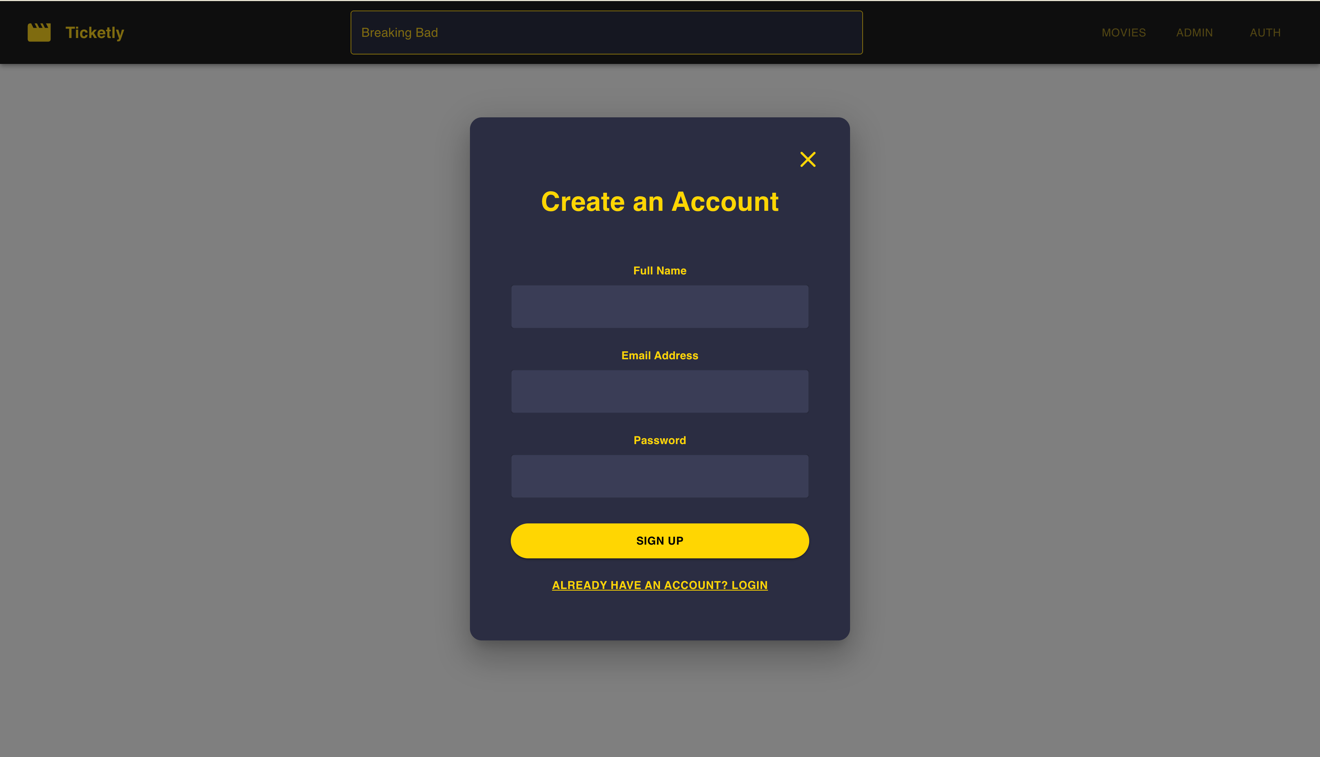 Ticketly
Breaking Bad
MOVIES
ADMIN
AUTH
Create an Account
Full Name
Email Address
Password
SIGN UP
ALREADY HAVE AN ACCOUNT? LOGIN